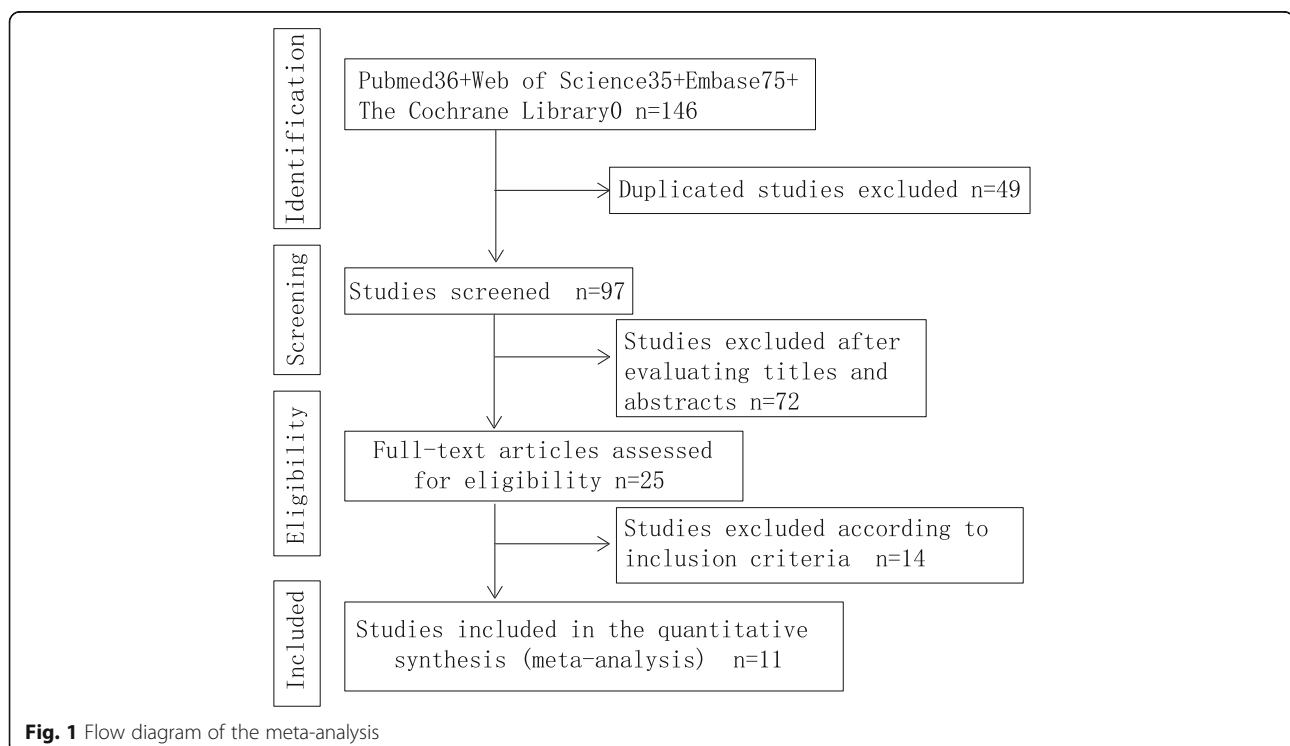 Identification
Pubmed36+Web of Science35+Embase75+
The Cochrane Library0 n=146
Duplicated studies excluded n=49
Screening
Studies screened n=97
Studies excluded after
evaluating titles and
abstracts n=72
Eligibility
Full-text articles assessed
for eligibility n=25
Studies excluded according to
inclusion criteria n=14
Included
Studies included in the quantitative
synthesis (meta-analysis) n=11
Fig. 1 Flow diagram of the meta-analysis